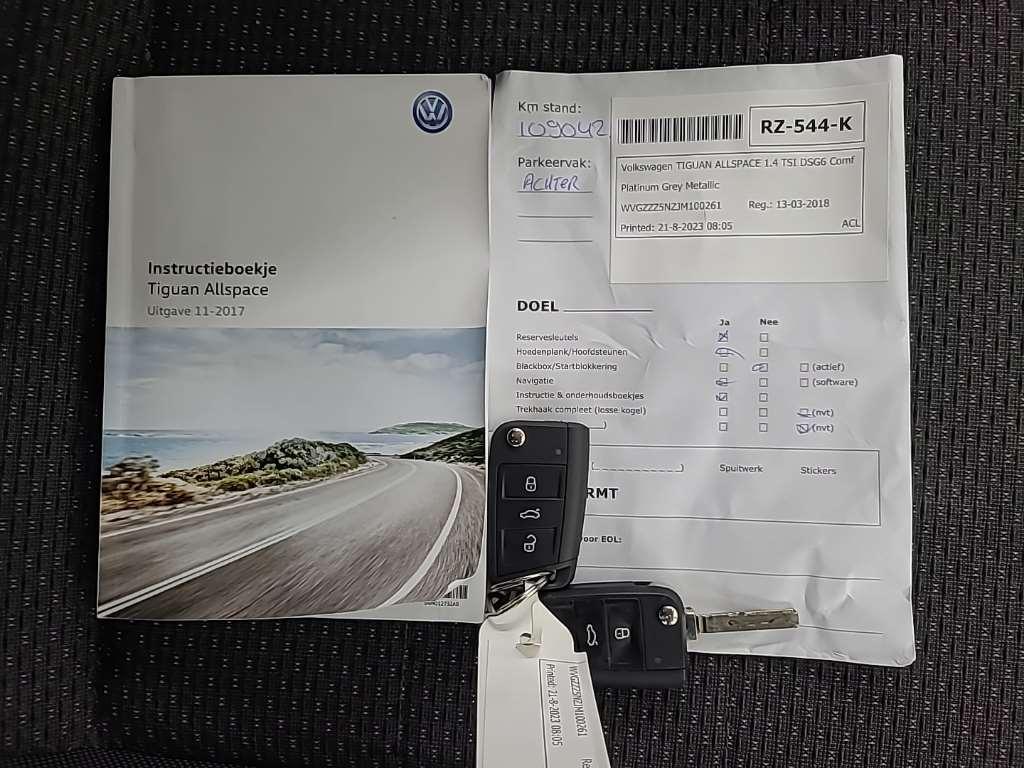 Instructieboekje
Tiguan Allspace
Uitgave 11-2017
Km stand:
109042
Parkeervak:
ACHTER
RZ-544-K
Volkswagen TIGUAN ALLSPACE 1.4 TSI DSG6 Comf
Platinum Grey Metallic
WVGZZZ5NZJM100261 Reg.: 13-03-2018
Printed: 21-8-2023 08:05 ACL
DOEL
Ja Nee
Reservesleutels
Hoedenplank/Hoofdsteunen
Blackbox/Startblokkering (actief)
Navigatie (software)
Instructie & onderhoudsboekjes
Trekhaak compleet (losse kogel) (nvt)
(nvt)
Spuitwerk Stickers
RMT
voor EOL:
WVGZZZ5NZJM100261
Printed: 21-8-2023 08:05